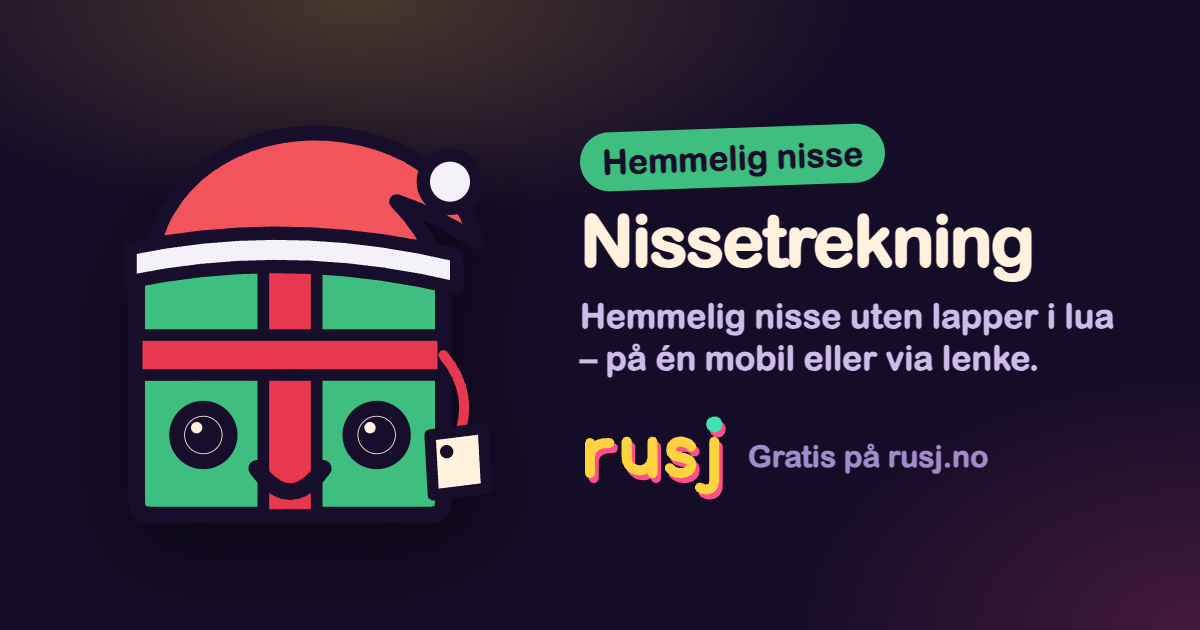 Hemmelig nisse
Nissetrekning
Hemmelig nisse uten lapper i lua
– på én mobil eller via lenke.
rusj
Gratis på rusj.no